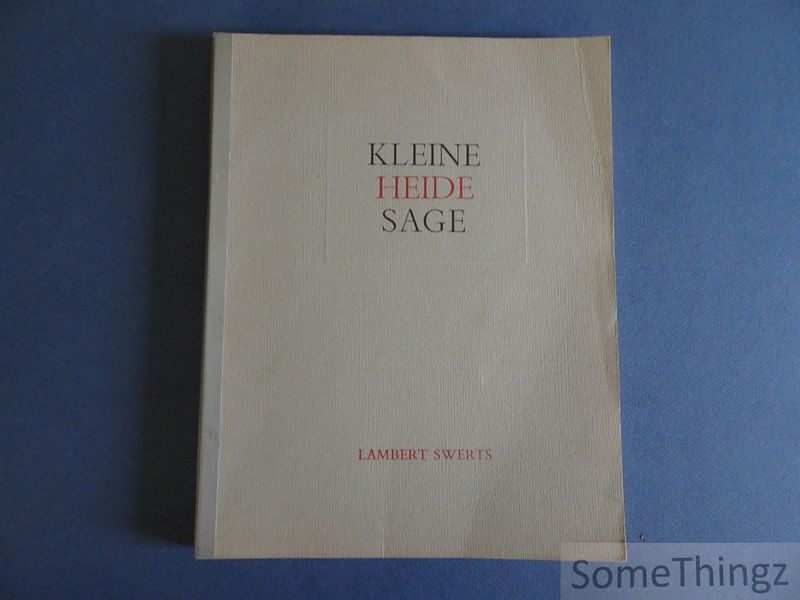 KLEINE
HEIDE
SAGE
LAMBERT SWERTS
SomeThingz